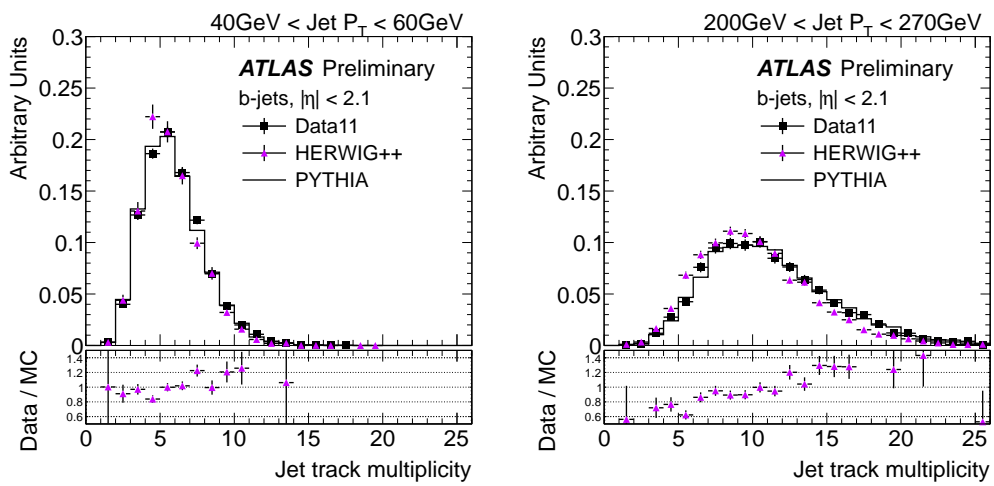 40GeV < Jet P_T < 60GeV
Arbitrary Units
0.3
0.25
0.2
0.15
0.1
0.05
0
ATLAS Preliminary
b-jets, |η| < 2.1
Data11
HERWIG++
PYTHIA
Data / MC
1.4
1.2
1
0.8
0.6
0 5 10 15 20 25
Jet track multiplicity
200GeV < Jet P_T < 270GeV
Arbitrary Units
0.3
0.25
0.2
0.15
0.1
0.05
0
ATLAS Preliminary
b-jets, |η| < 2.1
Data11
HERWIG++
PYTHIA
Data / MC
1.4
1.2
1
0.8
0.6
0 5 10 15 20 25
Jet track multiplicity